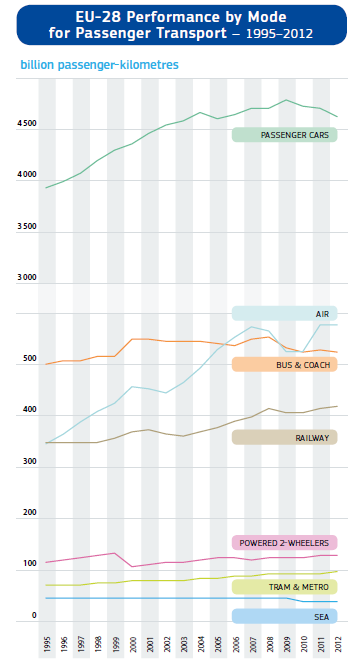 EU-28 Performance by Mode
for Passenger Transport – 1995–2012
billion passenger-kilometres
4 500
PASSENGER CARS
4 000
3 500
3 000
AIR
500
BUS & COACH
400
RAILWAY
300
200
POWERED 2-WHEELERS
100
TRAM & METRO
0
SEA
1995 1996 1997 1998 1999 2000 2001 2002 2003 2004 2005 2006 2007 2008 2009 2010 2011 2012